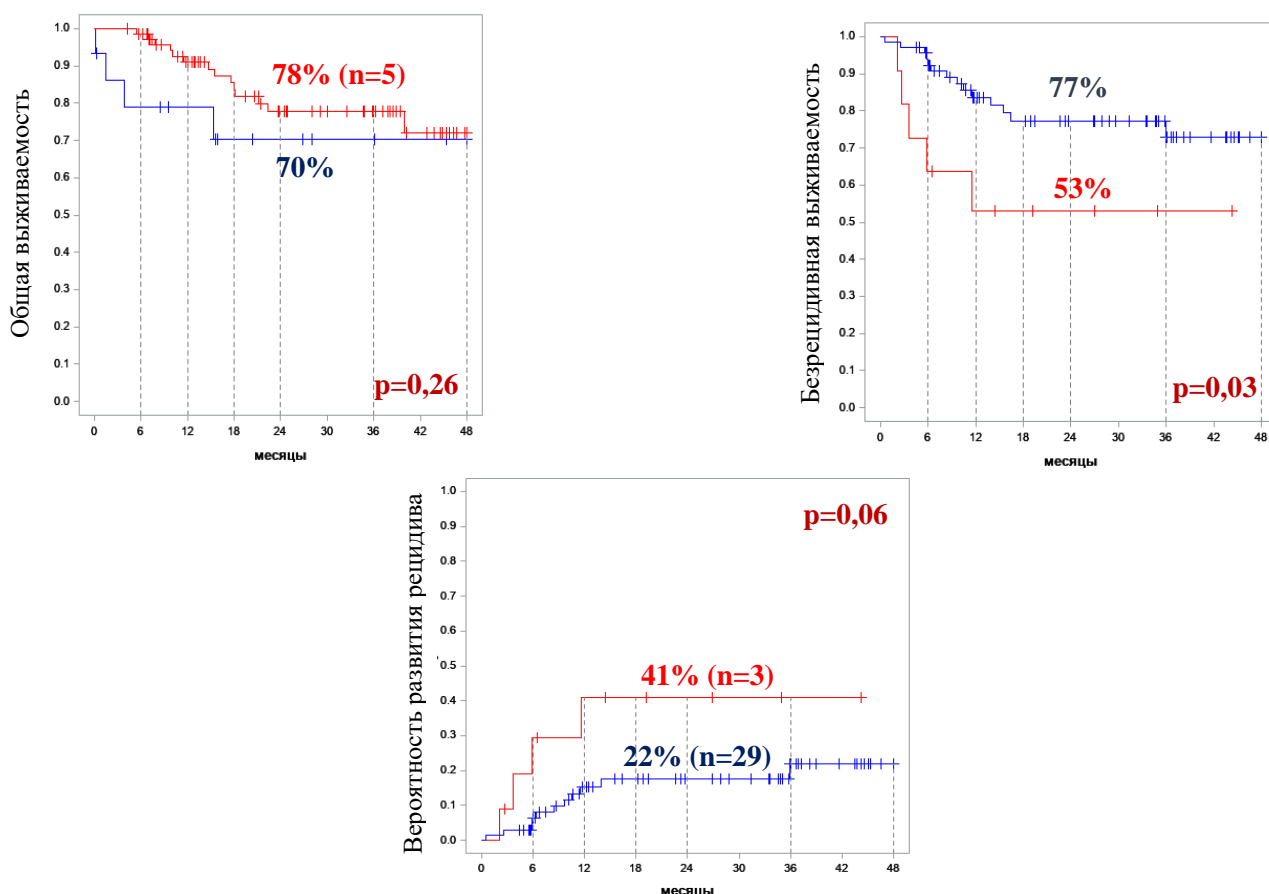 Общая выживаемость
1.0
0.9
0.8
0.7
0.6
0.5
0.4
0.3
0.2
0.1
0.0
78% (n=5)
70%
p=0,26
0 6 12 18 24 30 36 42 48
месяцы
Безрецидивная выживаемость
1.0
0.9
0.8
0.7
0.6
0.5
0.4
0.3
0.2
0.1
0.0
77%
53%
p=0,03
0 6 12 18 24 30 36 42 48
месяцы
Вероятность развития рецидива
1.0
0.9
0.8
0.7
0.6
0.5
0.4
0.3
0.2
0.1
0.0
p=0,06
41% (n=3)
22% (n=29)
0 6 12 18 24 30 36 42 48
месяцы